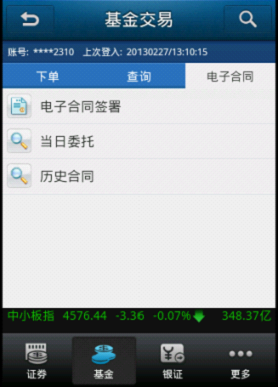 基金交易
账号: ****2310 上次登入: 20130227/13:10:15
下单 查询 电子合同
电子合同签署
当日委托
历史合同
中小板指 4576.44 -3.36 -0.07% 348.37亿
证券 基金 银证 更多